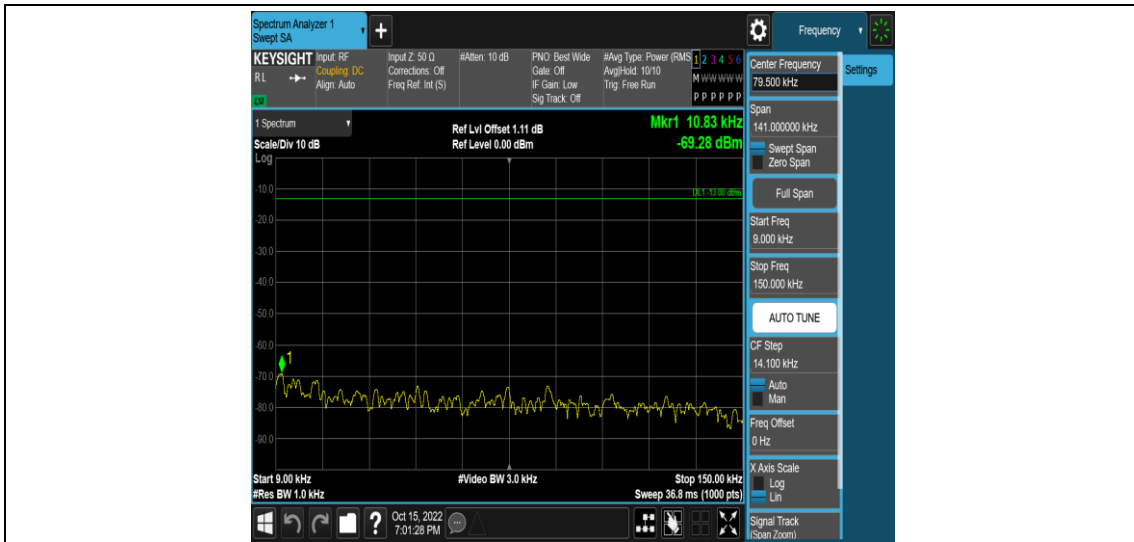 Spectrum Analyzer 1
Swept SA
+
Frequency
KEYSIGHT
RL
Input: RF
Coupling: DC
Align: Auto
Input Z: 50 Ω
Corrections: Off
Freq Ref: Int (S)
#Atten: 10 dB
PNO: Best Wide
Gate: Off
IF Gain: Low
Sig Track: Off
#Avg Type: Power (RMS
Avg|Hold: 10/10
Trig: Free Run
1 2 3 4 5 6
M W W W W W
P P P P P P
1 Spectrum
Scale/Div 10 dB
Ref Lvl Offset 1.11 dB
Ref Level 0.00 dBm
Mkr1 10.83 kHz
-69.28 dBm
Log
DL1 -13.00 dBm
-10.0
-20.0
-30.0
-40.0
-50.0
-60.0
-70.0
-80.0
-90.0
1
Start 9.00 kHz
#Res BW 1.0 kHz
#Video BW 3.0 kHz
Stop 150.00 kHz
Sweep 36.8 ms (1000 pts)
Center Frequency
79.500 kHz
Settings
Span
141.000000 kHz
Swept Span
Zero Span
Full Span
Start Freq
9.000 kHz
Stop Freq
150.000 kHz
AUTO TUNE
CF Step
14.100 kHz
Auto
Man
Freq Offset
0 Hz
X Axis Scale
Log
Lin
Signal Track
(Span Zoom)
?
Oct 15, 2022
7:01:28 PM